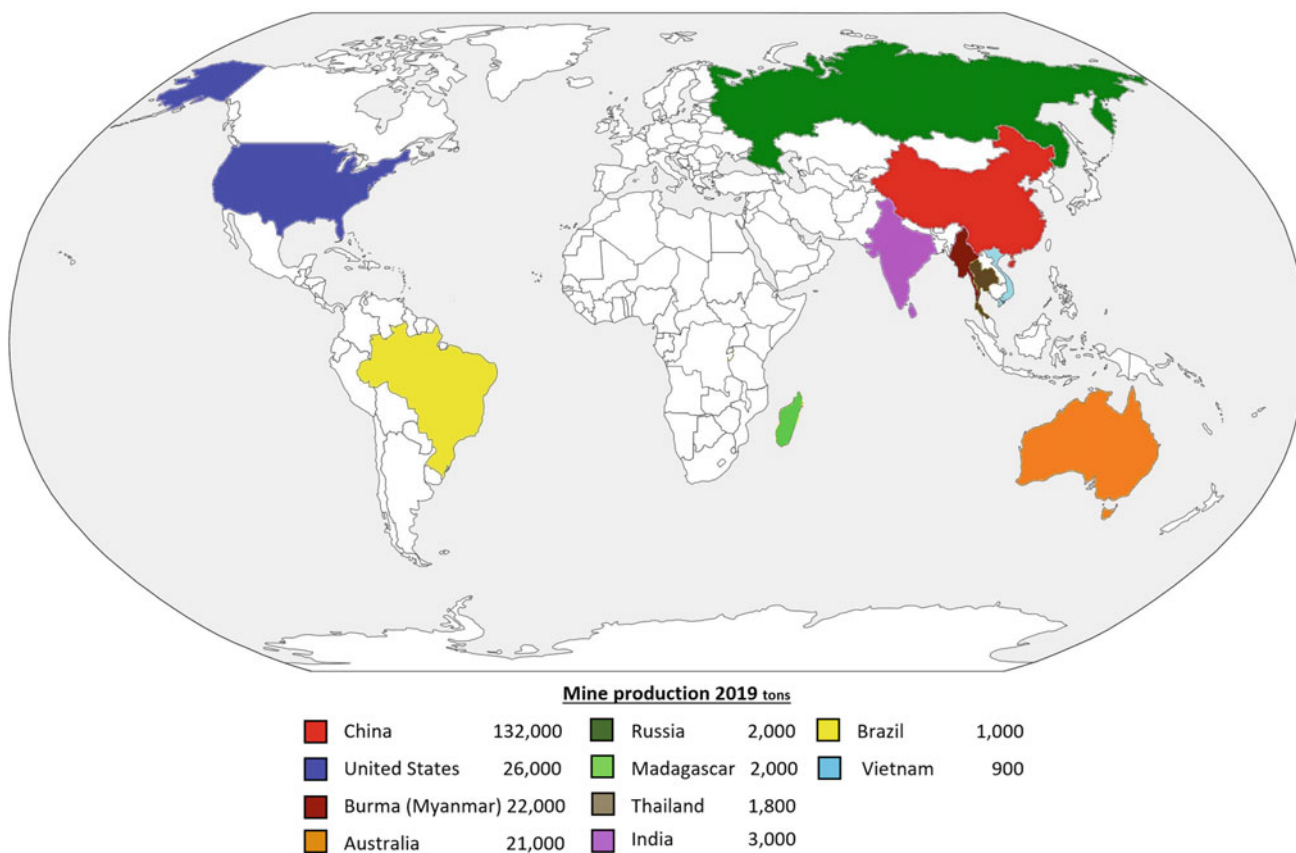 Mine production 2019 tons
China 132,000 Russia 2,000 Brazil 1,000
United States 26,000 Madagascar 2,000 Vietnam 900
Burma (Myanmar) 22,000 Thailand 1,800
Australia 21,000 India 3,000